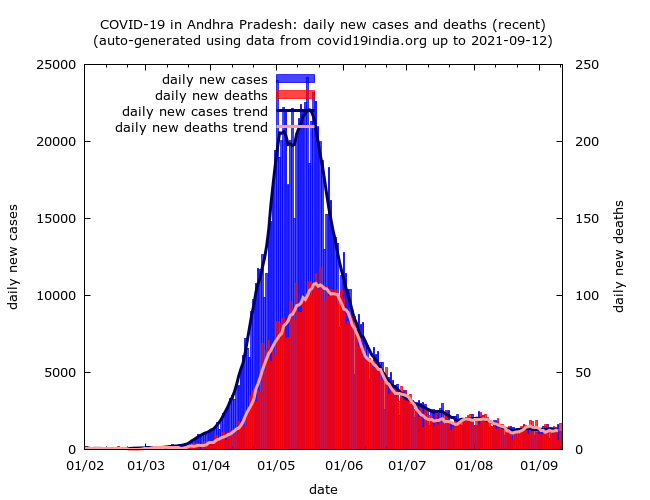 COVID-19 in Andhra Pradesh: daily new cases and deaths (recent)
(auto-generated using data from covid19india.org up to 2021-09-12)
daily new cases
daily new deaths
daily new cases trend
daily new deaths trend
25000
20000
15000
10000
5000
0
daily new cases
250
200
150
100
50
0
daily new deaths
01/02 01/03 01/04 01/05 01/06 01/07 01/08 01/09
date